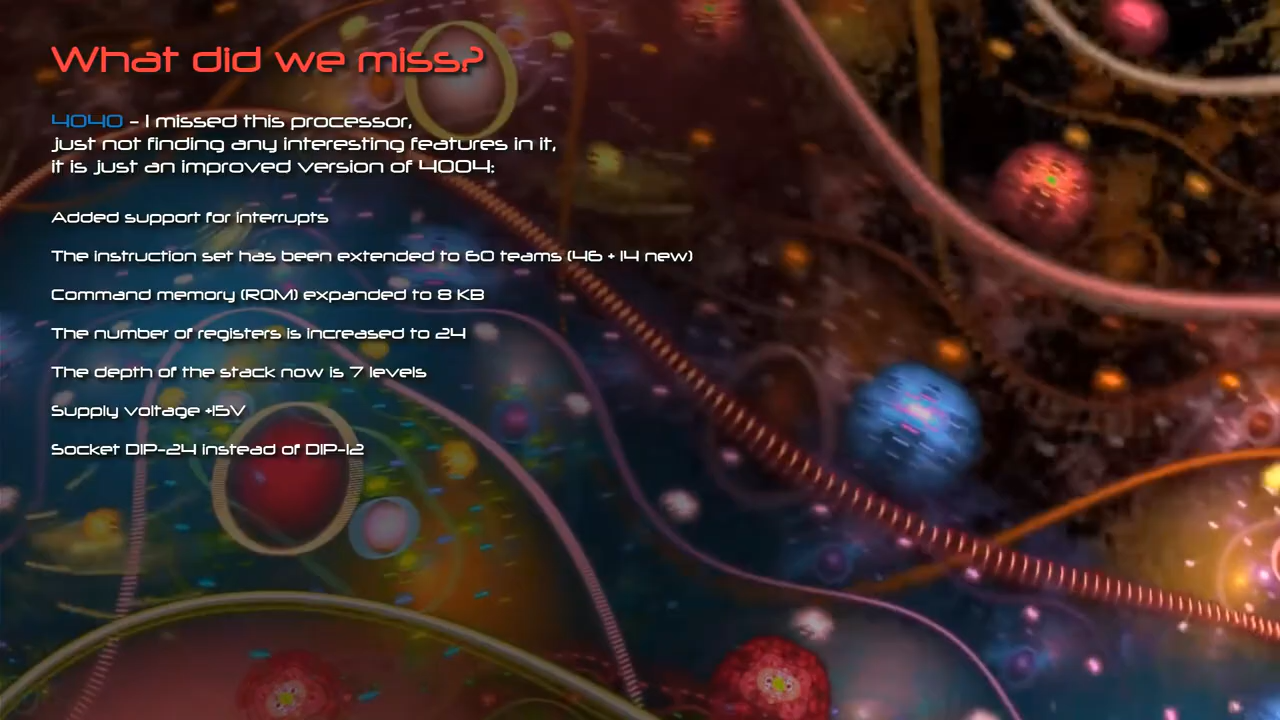 What did we miss?
4040 - I missed this processor,
just not finding any interesting features in it,
it is just an improved version of 4004:
Added support for interrupts
The instruction set has been extended to 60 teams (46 + 14 new)
Command memory (ROM) expanded to 8 KB
The number of registers is increased to 24
The depth of the stack now is 7 levels
Supply voltage +15V
Socket DIP-24 instead of DIP-12